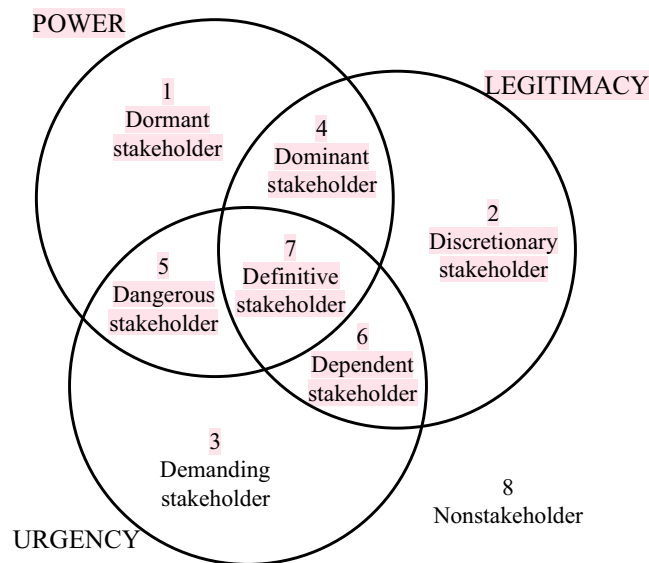 POWER
LEGITIMACY
1
Dormant
stakeholder
4
Dominant
stakeholder
2
Discretionary
stakeholder
5
Dangerous
stakeholder
7
Definitive
stakeholder
6
Dependent
stakeholder
3
Demanding
stakeholder
8
Nonstakeholder
URGENCY